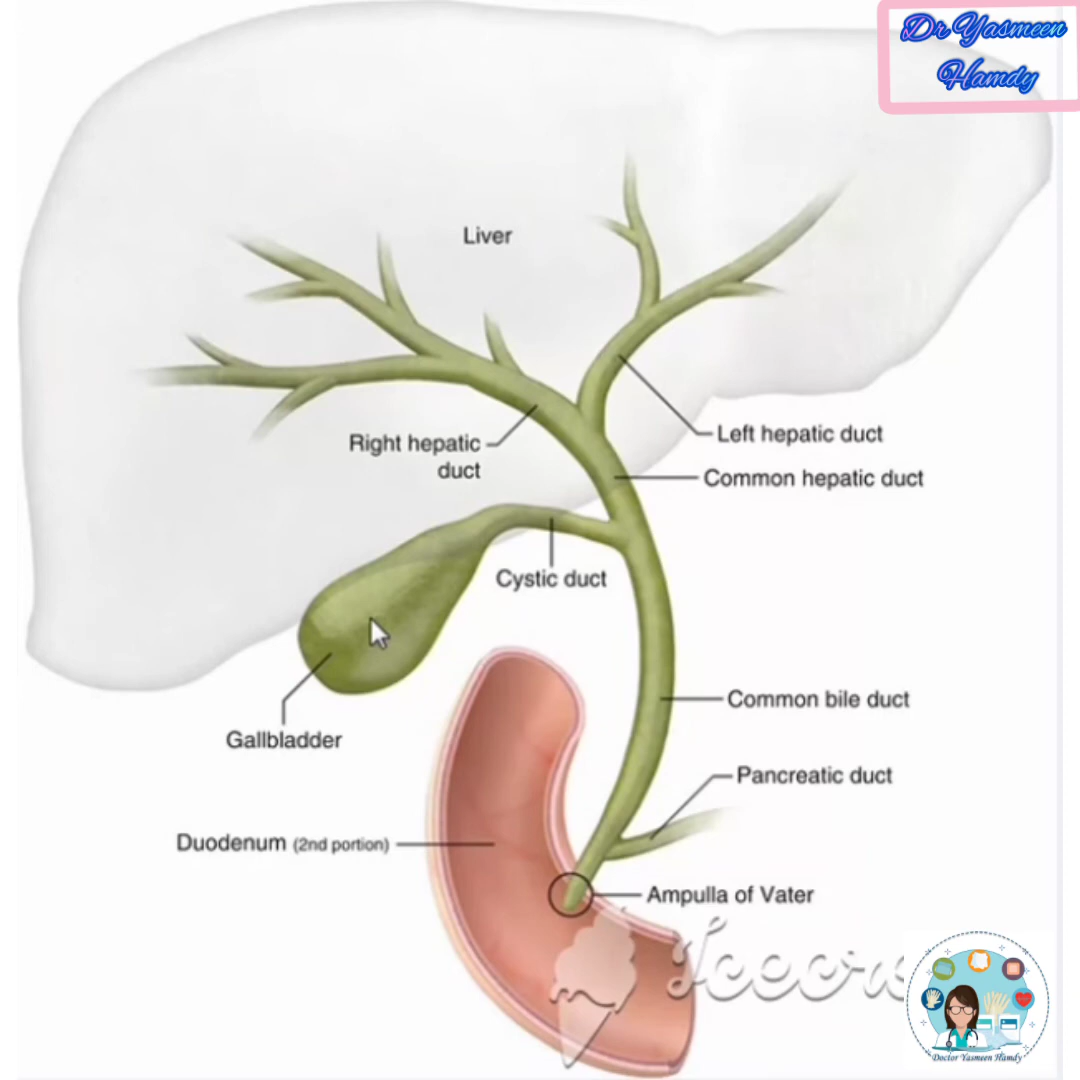 Dr Yasmeen
Hamdy
Liver
Right hepatic
duct
Left hepatic duct
Common hepatic duct
Cystic duct
Common bile duct
Gallbladder
Pancreatic duct
Duodenum (2nd portion)
Ampulla of Vater
Doctor Yasmeen Hamdy